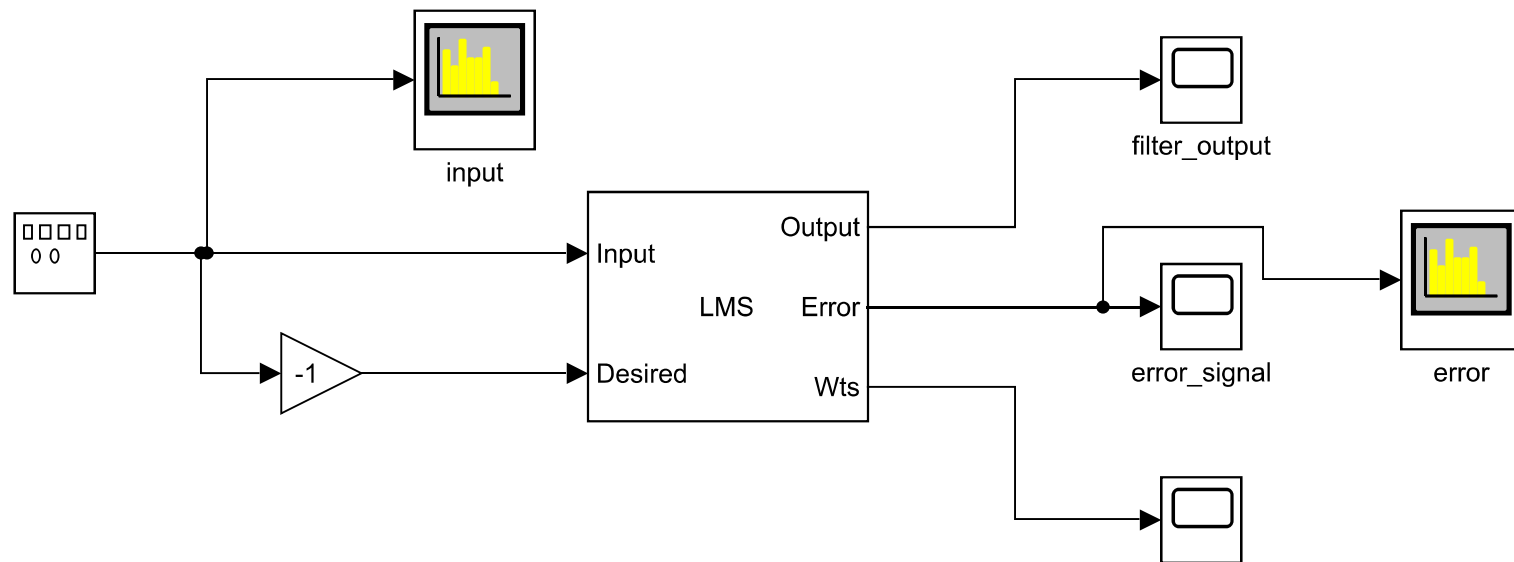 input
filter_output
Output
Input
LMS
Error
-1
Desired
Wts
error_signal
error